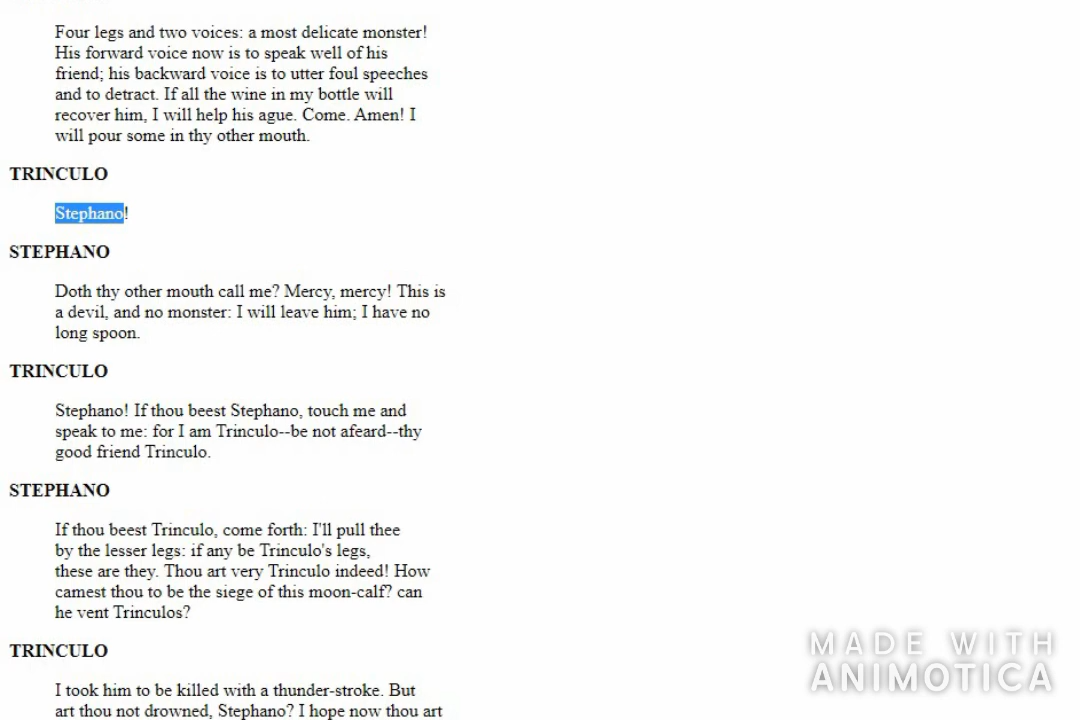 Four legs and two voices: a most delicate monster!
His forward voice now is to speak well of his
friend; his backward voice is to utter foul speeches
and to detract. If all the wine in my bottle will
recover him, I will help his ague. Come. Amen! I
will pour some in thy other mouth.
TRINCULO
Stephano!
STEPHANO
Doth thy other mouth call me? Mercy, mercy! This is
a devil, and no monster: I will leave him; I have no
long spoon.
TRINCULO
Stephano! If thou beest Stephano, touch me and
speak to me: for I am Trinculo--be not afeard--thy
good friend Trinculo.
STEPHANO
If thou beest Trinculo, come forth: I'll pull thee
by the lesser legs: if any be Trinculo's legs,
these are they. Thou art very Trinculo indeed! How
camest thou to be the siege of this moon-calf? can
he vent Trinculos?
TRINCULO
I took him to be killed with a thunder-stroke. But
art thou not drowned, Stephano? I hope now thou art
MADE WITH
ANIMOTICA